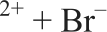 ²⁺ + Br⁻